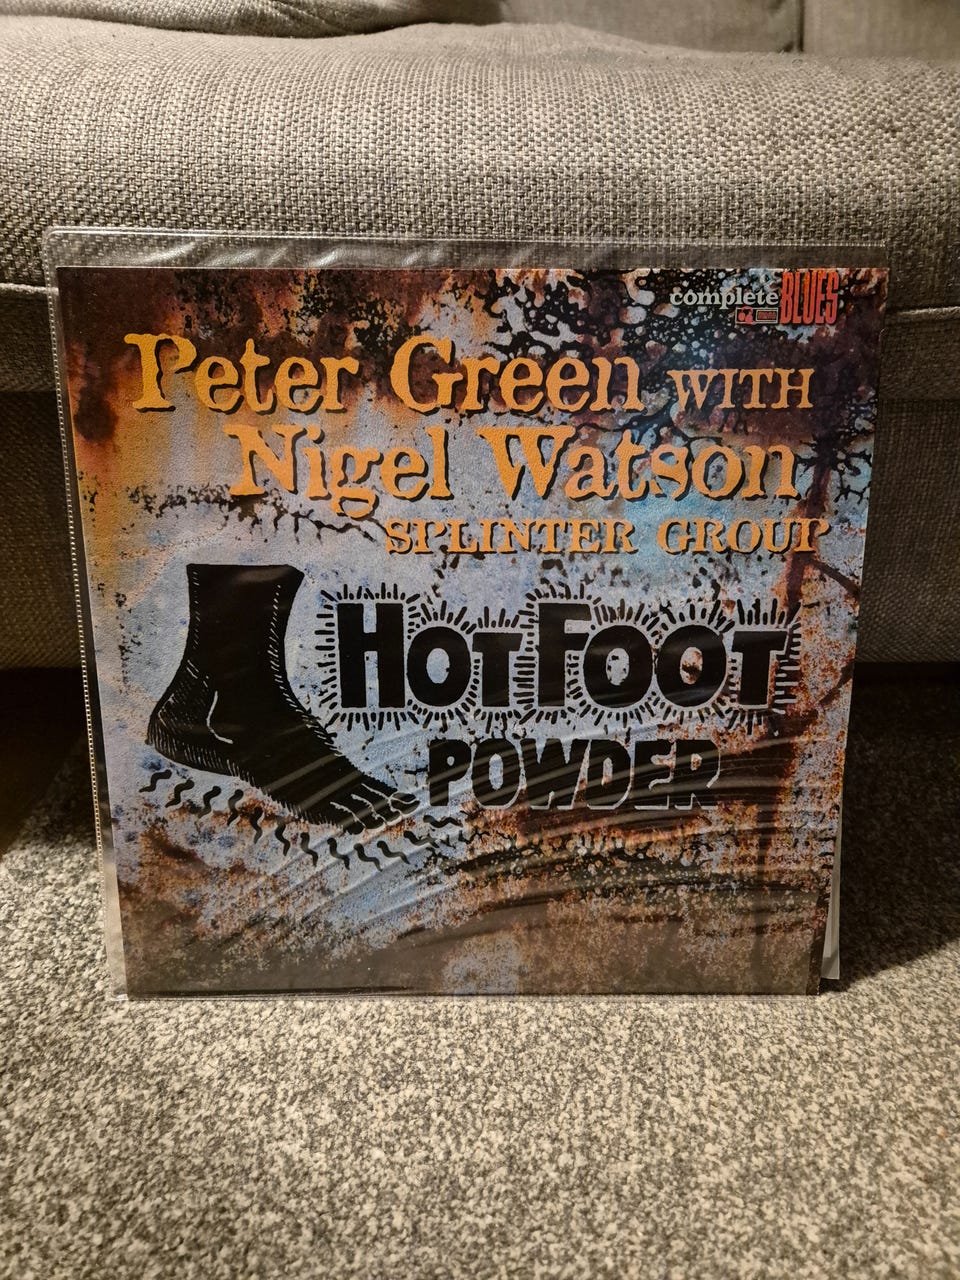 complete BLUES
Peter Green WITH
Nigel Watson
SPLINTER GROUP
HOT FOOT
POWDER